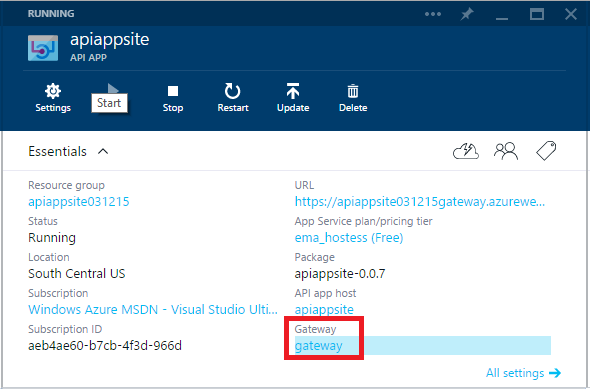 RUNNING
apiappsite
API APP
Settings Start Stop Restart Update Delete
Essentials
Resource group
apiappsite031215
Status
Running
Location
South Central US
Subscription
Windows Azure MSDN - Visual Studio Ulti...
Subscription ID
aeb4ae60-b7cb-4f3d-966d
URL
https://apiappsite031215gateway.azurewe...
App Service plan/pricing tier
ema_hostess (Free)
Package
apiappsite-0.0.7
API app host
apiappsite
Gateway
gateway
All settings